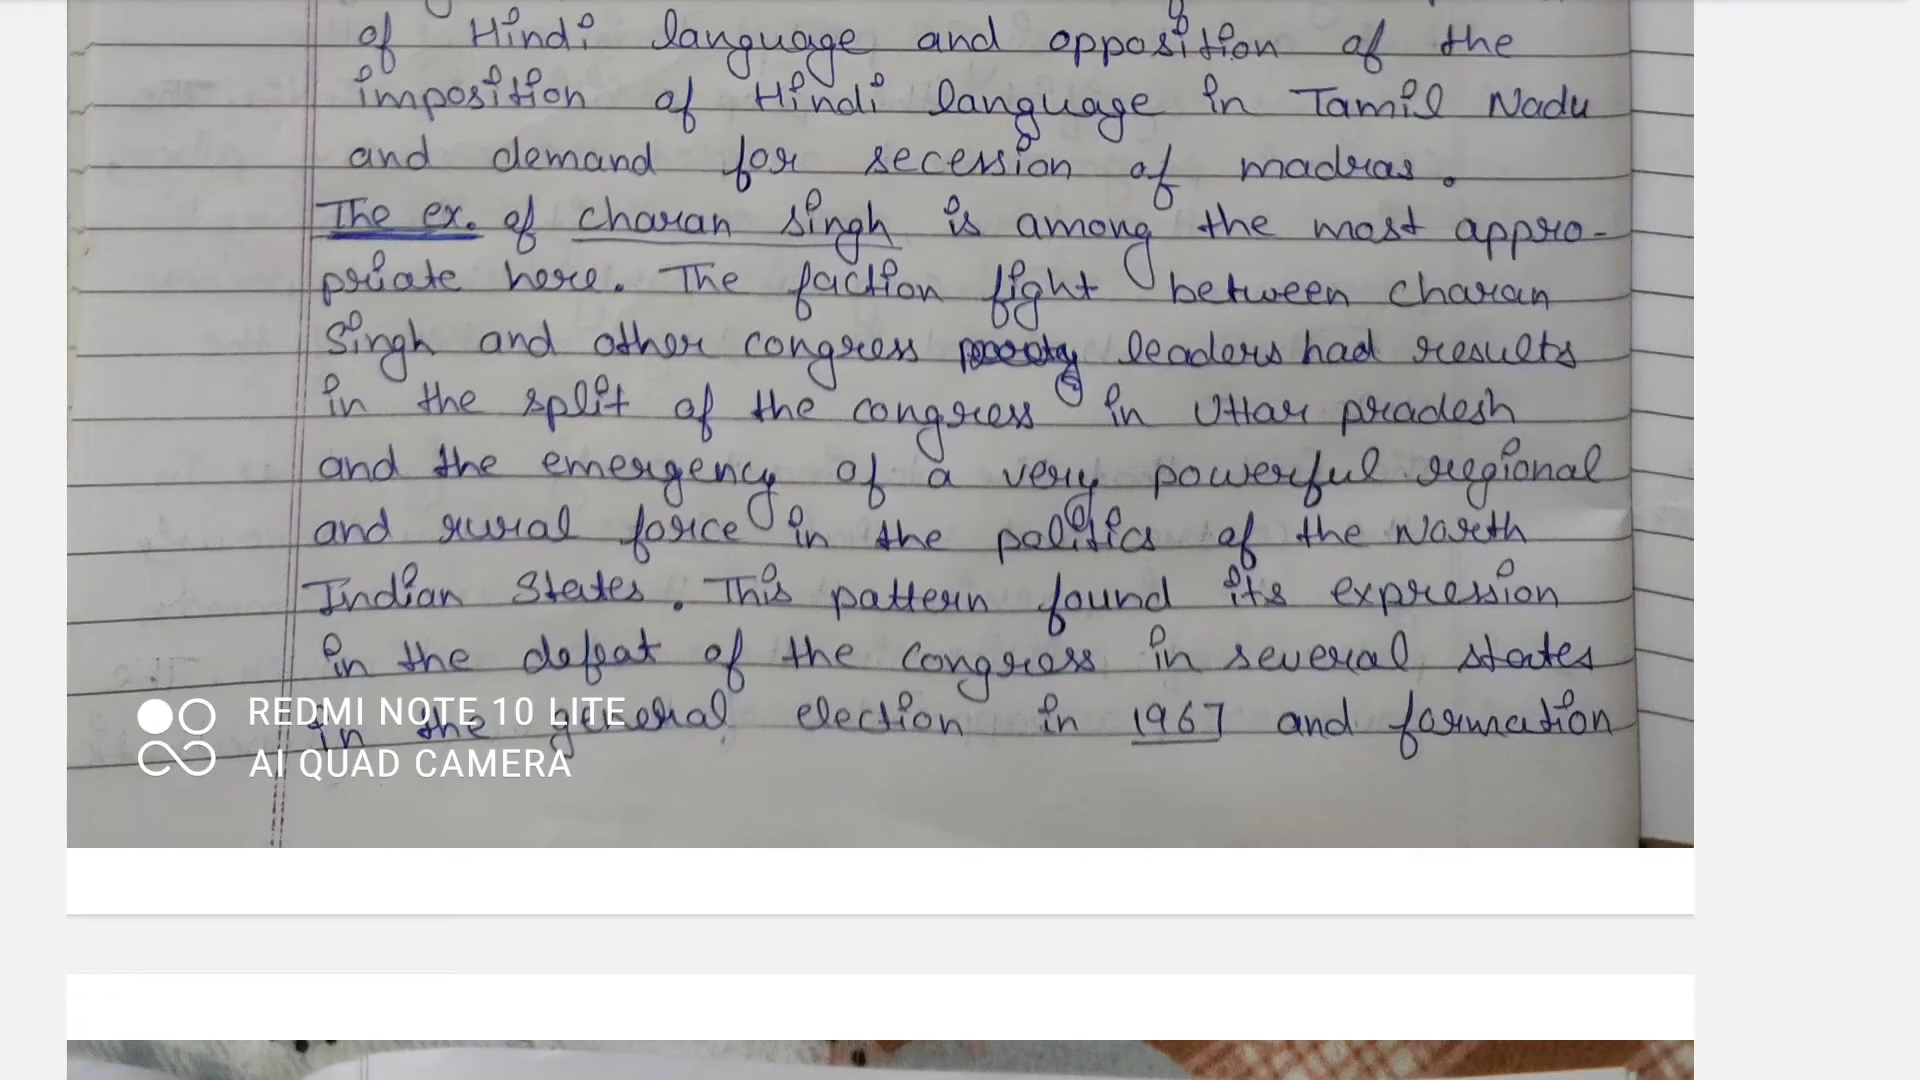 of Hindi language and opposition of the
imposition of Hindi language in Tamil Nadu
and demand for secession of madras.
The ex. of charan singh is among the most appro-
priate here. The faction fight between charan
Singh and other congress leaders had results
in the split of the congress in Uttar pradesh
and the emergency of a very powerful regional
and rural force in the politics of the North
Indian States. This pattern found its expression
in the defeat of the congress in several states
in the general election in 1967 and formation
REDMI NOTE 10 LITE
AI QUAD CAMERA